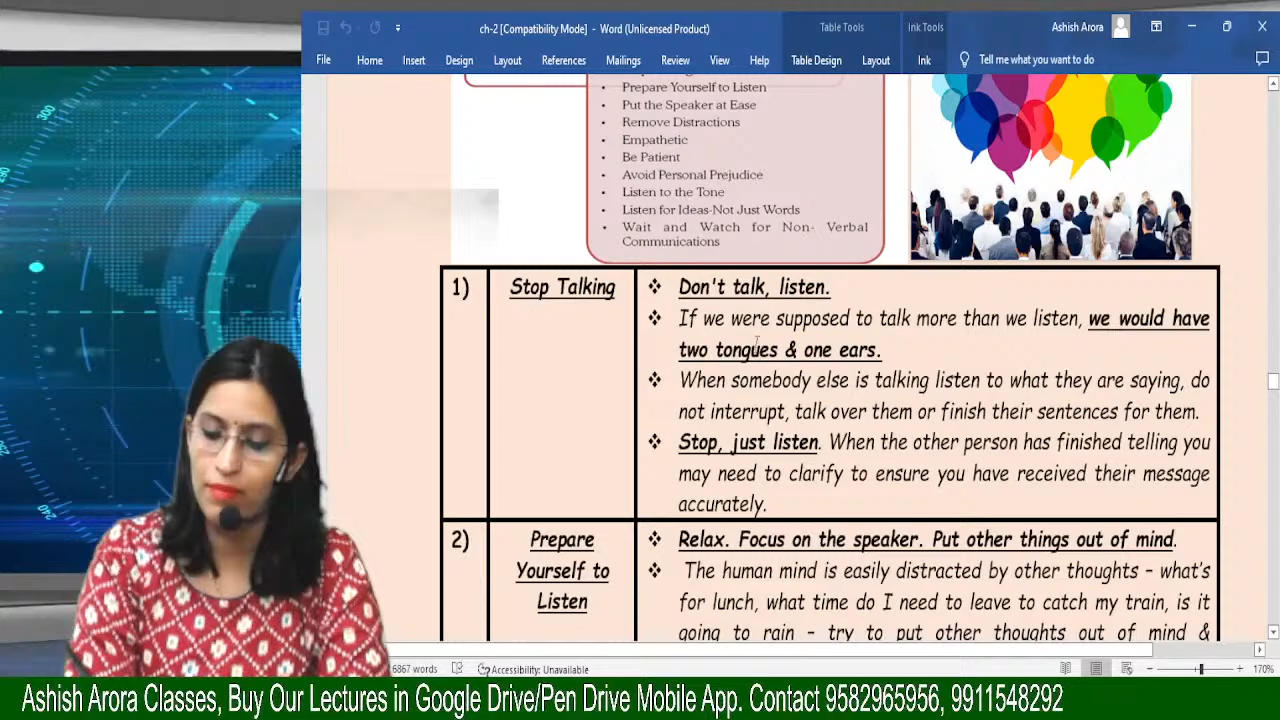 ch-2 [Compatibility Mode] - Word (Unlicensed Product)
Table Tools
Ink Tools
Ashish Arora
File Home Insert Design Layout References Mailings Review View Help Table Design Layout Ink Tell me what you want to do
• Prepare Yourself to Listen
• Put the Speaker at Ease
• Remove Distractions
• Empathetic
• Be Patient
• Avoid Personal Prejudice
• Listen to the Tone
• Listen for Ideas-Not Just Words
• Wait and Watch for Non- Verbal
Communications
1) Stop Talking
❖ Don't talk, listen.
❖ If we were supposed to talk more than we listen, we would have
two tongues & one ears.
❖ When somebody else is talking listen to what they are saying, do
not interrupt, talk over them or finish their sentences for them.
❖ Stop, just listen. When the other person has finished telling you
may need to clarify to ensure you have received their message
accurately.
2) Prepare
Yourself to
Listen
❖ Relax. Focus on the speaker. Put other things out of mind.
❖ The human mind is easily distracted by other thoughts – what's
for lunch, what time do I need to leave to catch my train, is it
going to rain – try to put other thoughts out of mind &
300
290
240
6867 words
Accessibility: Unavailable
170%
Ashish Arora Classes, Buy Our Lectures in Google Drive/Pen Drive Mobile App. Contact 9582965956, 9911548292